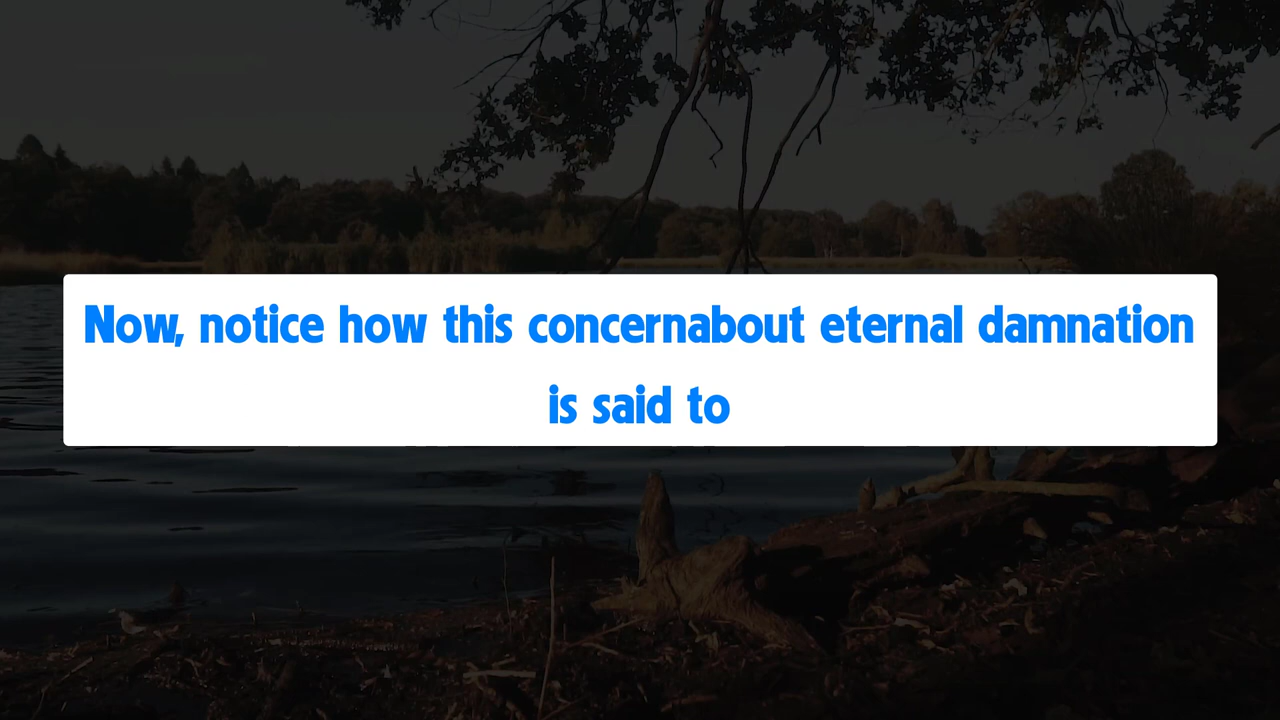 Now, notice how this concernabout eternal damnation
is said to